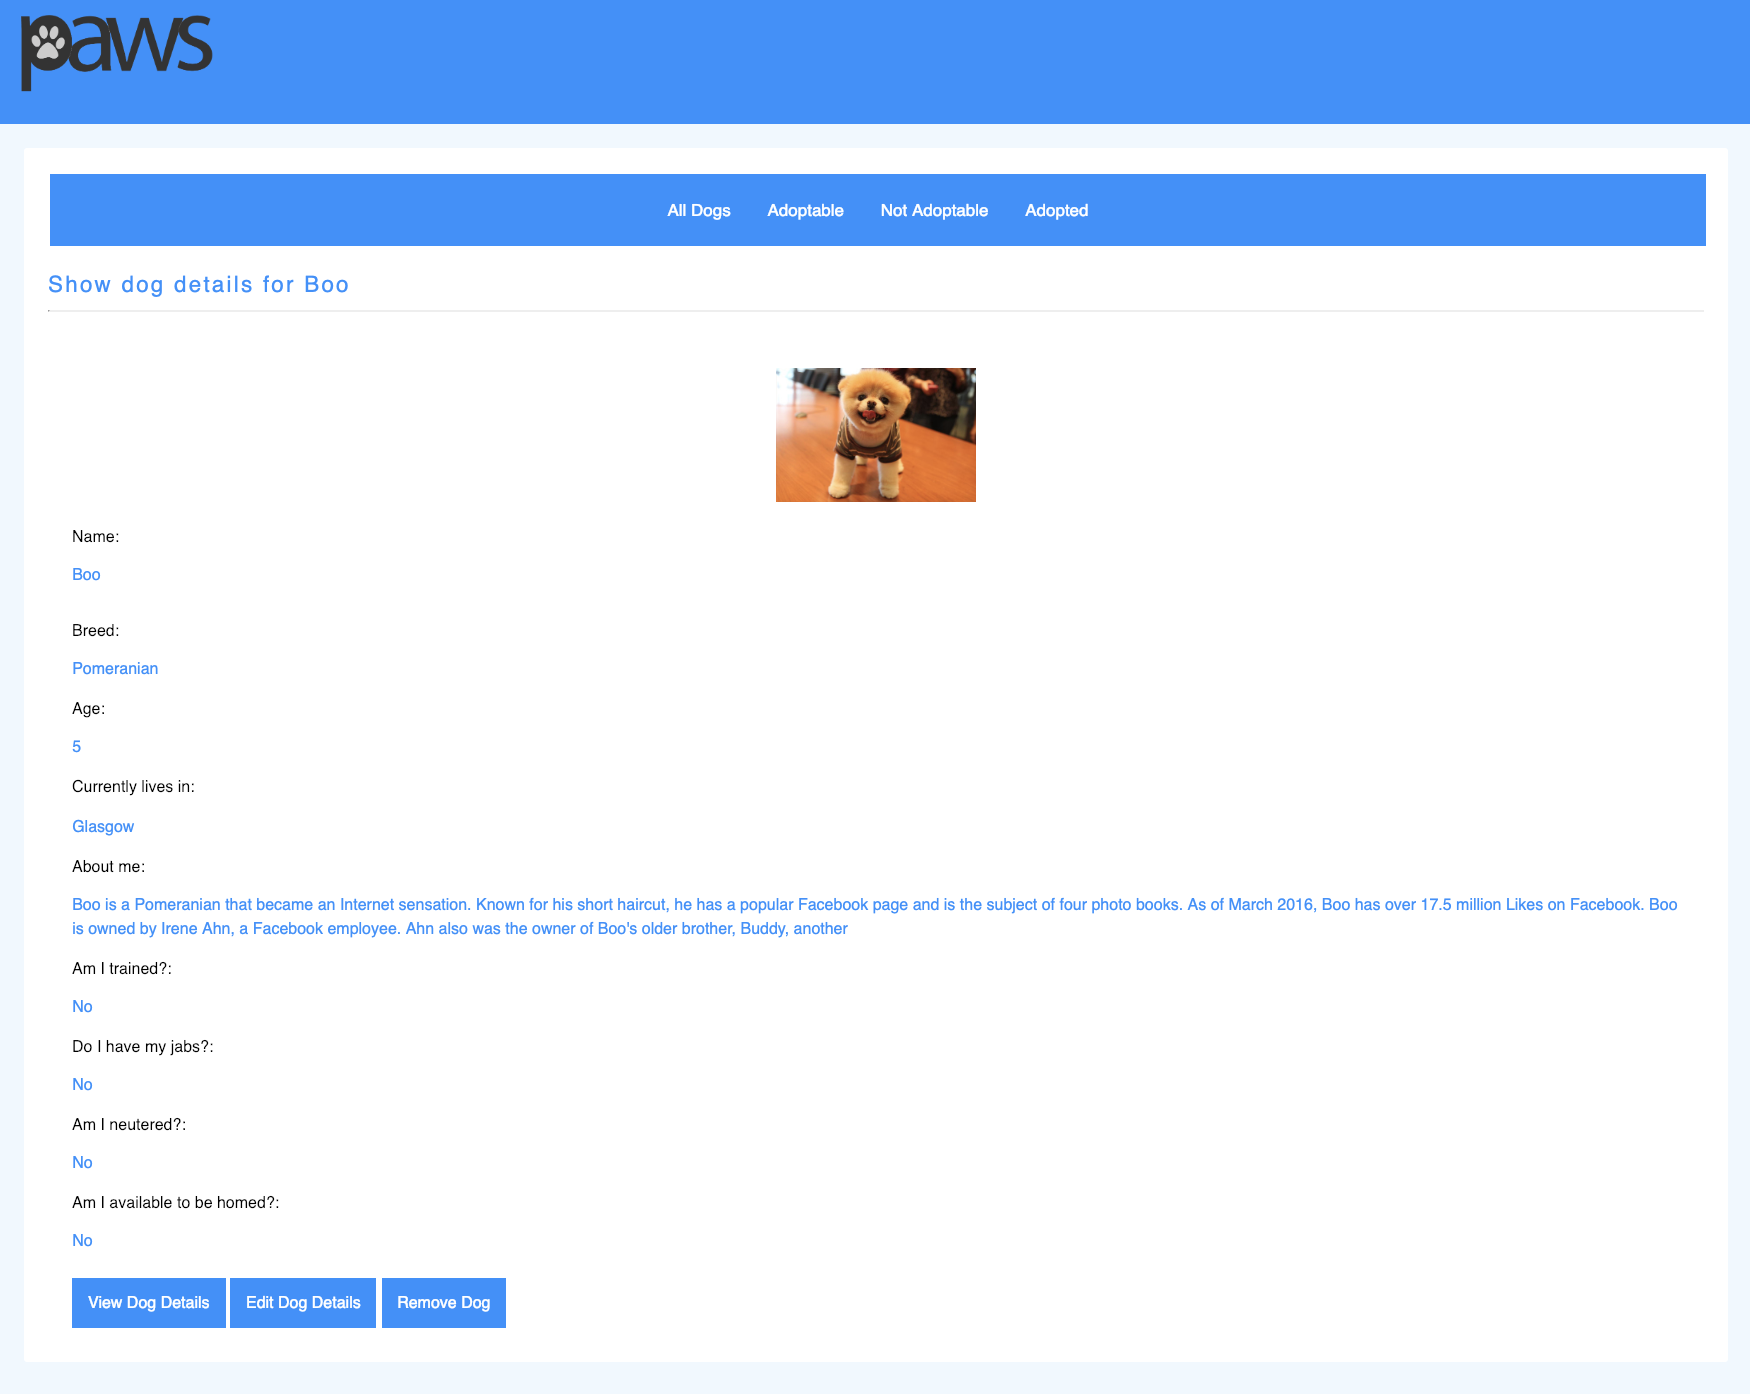 paws
All Dogs Adoptable Not Adoptable Adopted
Show dog details for Boo
Name:
Boo
Breed:
Pomeranian
Age:
5
Currently lives in:
Glasgow
About me:
Boo is a Pomeranian that became an Internet sensation. Known for his short haircut, he has a popular Facebook page and is the subject of four photo books. As of March 2016, Boo has over 17.5 million Likes on Facebook. Boo
is owned by Irene Ahn, a Facebook employee. Ahn also was the owner of Boo's older brother, Buddy, another
Am I trained?:
No
Do I have my jabs?:
No
Am I neutered?:
No
Am I available to be homed?:
No
View Dog Details Edit Dog Details Remove Dog